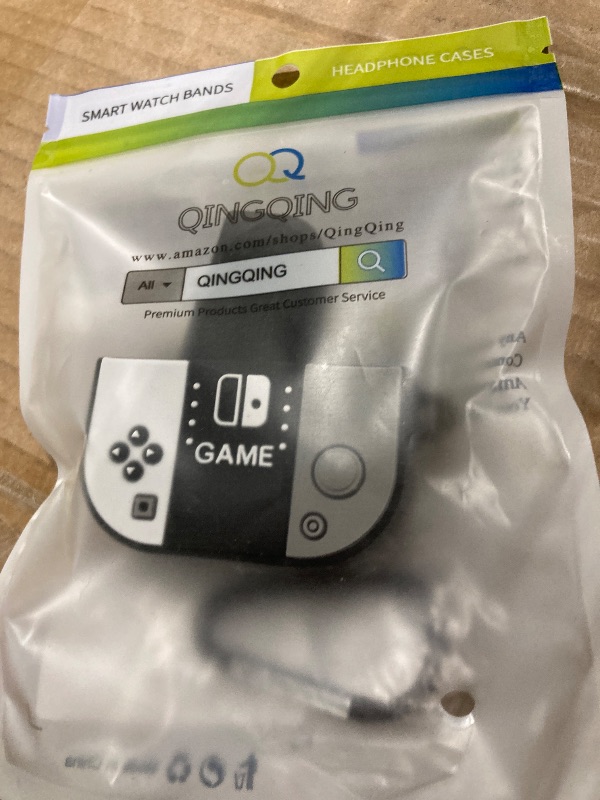 SMART WATCH BANDS
HEADPHONE CASES
QINGQING
www.amazon.com/shops/QingQing
All QINGQING
Premium Products Great Customer Service
GAME